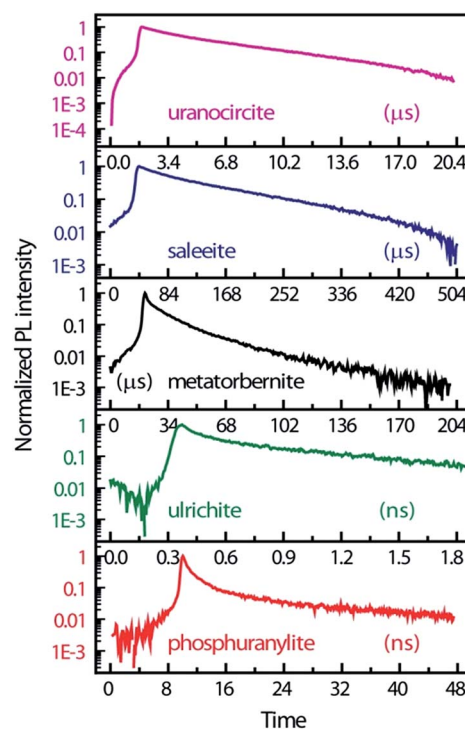 1
0.1
0.01
1E-3
1E-4
uranocircite (μs)
0.0 3.4 6.8 10.2 13.6 17.0 20.4
1
0.1
0.01
1E-3
saleeite (μs)
0 84 168 252 336 420 504
1
0.1
0.01
1E-3
(μs) metatorbernite
0 34 68 102 136 170 204
1
0.1
0.01
1E-3
ulrichite (ns)
0.0 0.3 0.6 0.9 1.2 1.5 1.8
1
0.1
0.01
1E-3
phosphuranylite (ns)
0 8 16 24 32 40 48
Time
Normalized PL intensity